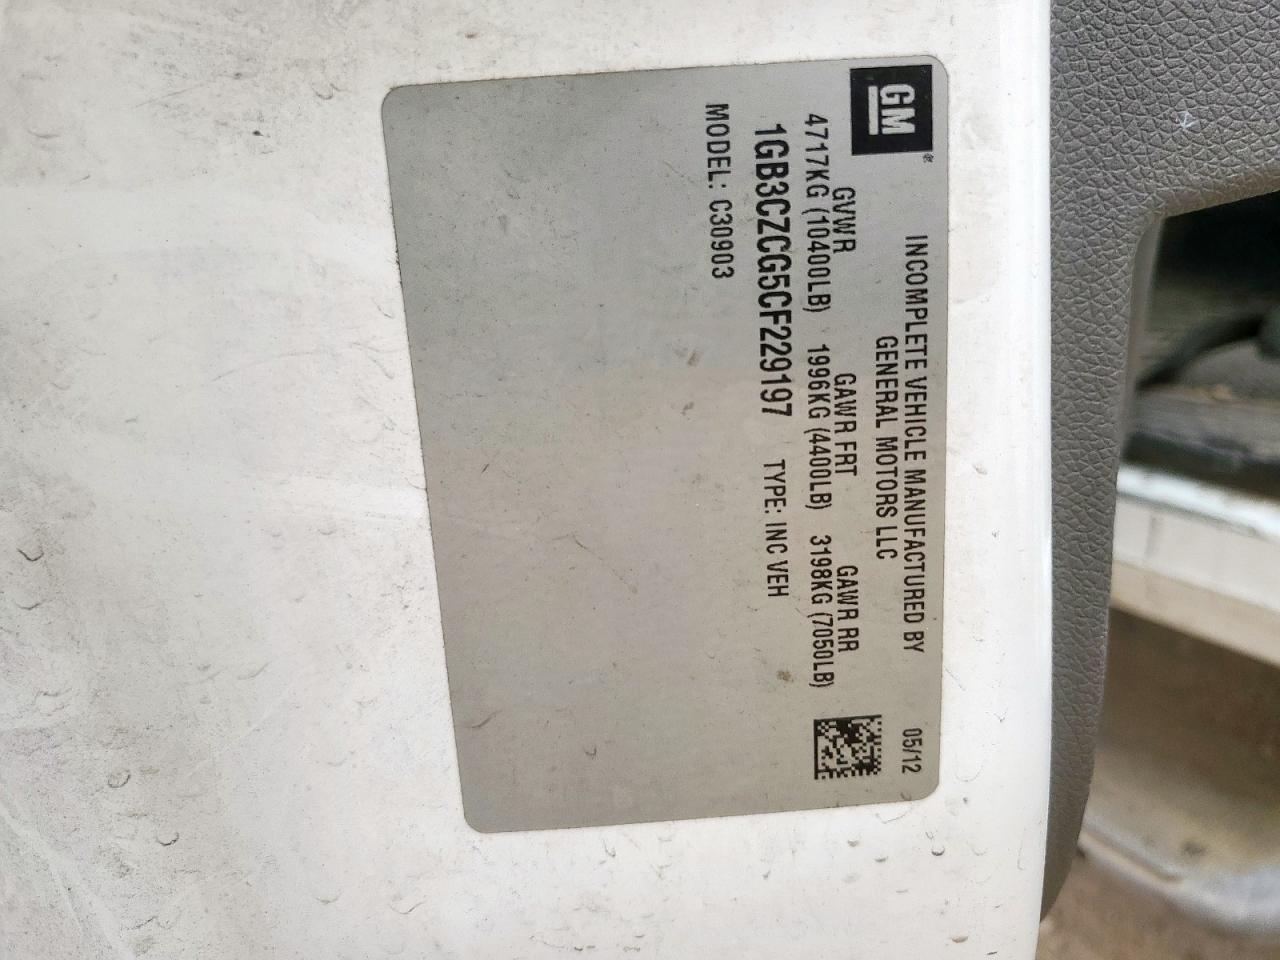 GM
INCOMPLETE VEHICLE MANUFACTURED BY 05/12
GENERAL MOTORS LLC
GVWR GAWR FRT GAWR RR
4717KG (10400LB) 1996KG (4400LB) 3198KG (7050LB)
1GB3CZCG5CF229197 TYPE: INC VEH
MODEL: C30903